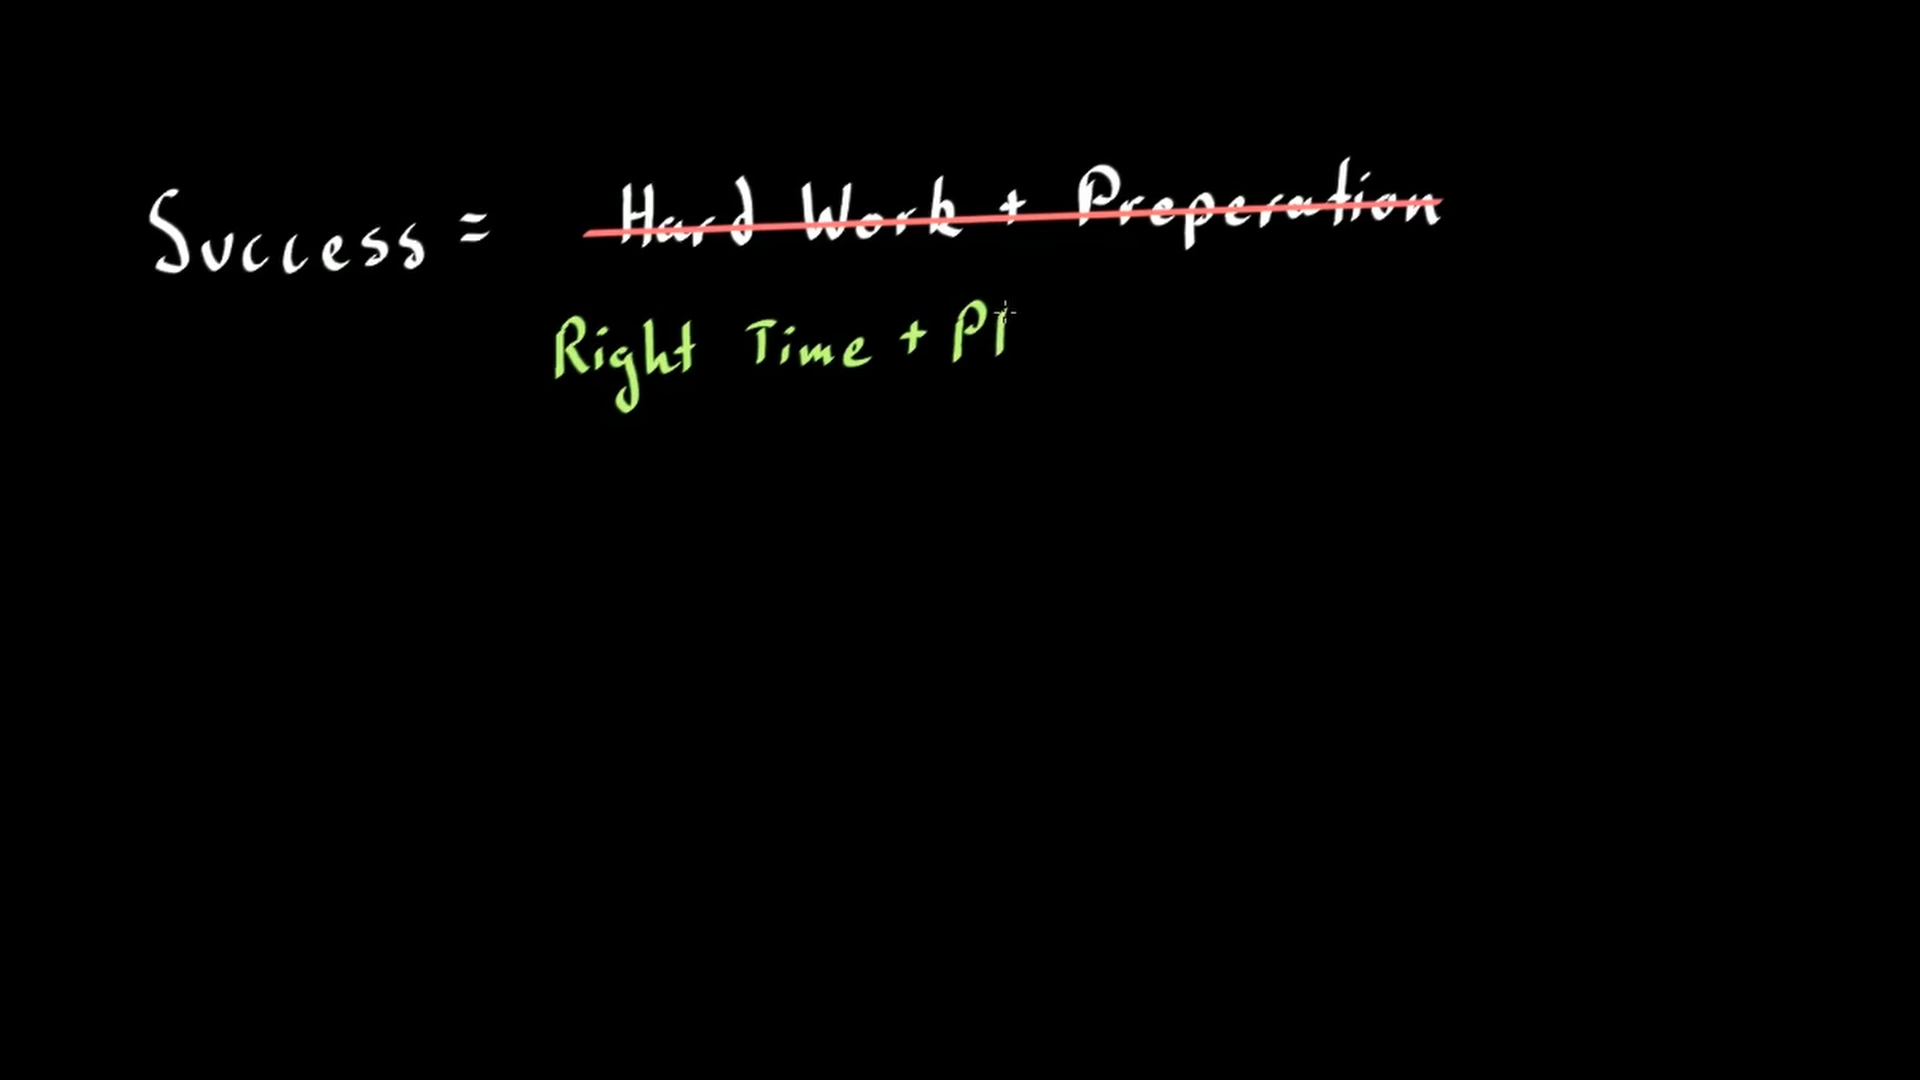 Success = Hard Work + Preperation
Right Time + Pl